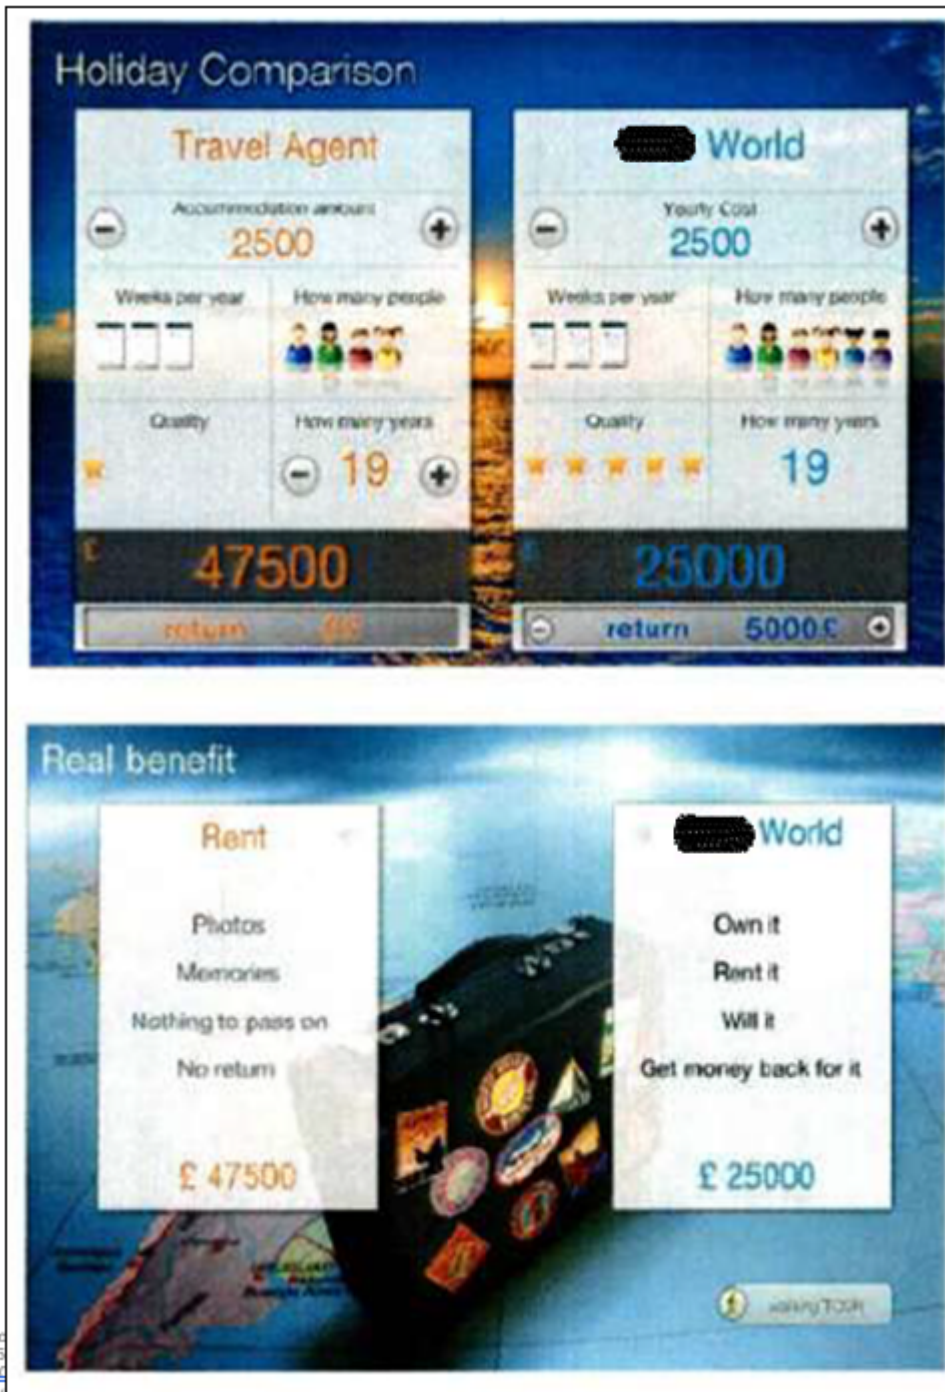 Holiday Comparison
Travel Agent
Accommodation amount
2500
Weeks per year
How many people
Quality
How many years
19
£
47500
return
World
Yearly Cost
2500
Weeks per year
How many people
Quality
How many years
19
£
25000
return 5000£
Real benefit
Rent
Photos
Memories
Nothing to pass on
No return
£ 47500
World
Own it
Rent it
Will it
Get money back for it
£ 25000
walking TOUR